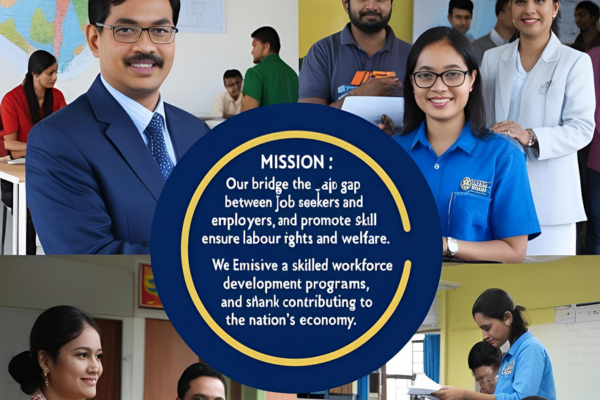 MISSION :
Our bridge the gap
between Job seekers and
employers, and promote skill
ensure labour rights and welfare.
We Emisive a skilled workforce
development programs,
and shank contributing to
the nation's economy.